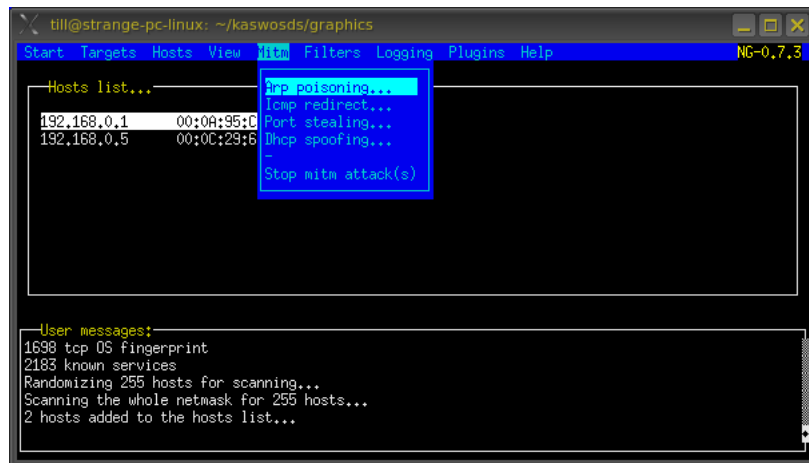 till@strange-pc-linux: ~/kaswosds/graphics
Start Targets Hosts View Mitm Filters Logging Plugins Help NG-0.7.3
Hosts list...
Arp poisoning...
Icmp redirect...
192.168.0.1 00:0A:95:C
Port stealing...
192.168.0.5 00:0C:29:6
Dhcp spoofing...
-
Stop mitm attack(s)
User messages:
1698 tcp OS fingerprint
2183 known services
Randomizing 255 hosts for scanning...
Scanning the whole netmask for 255 hosts...
2 hosts added to the hosts list...